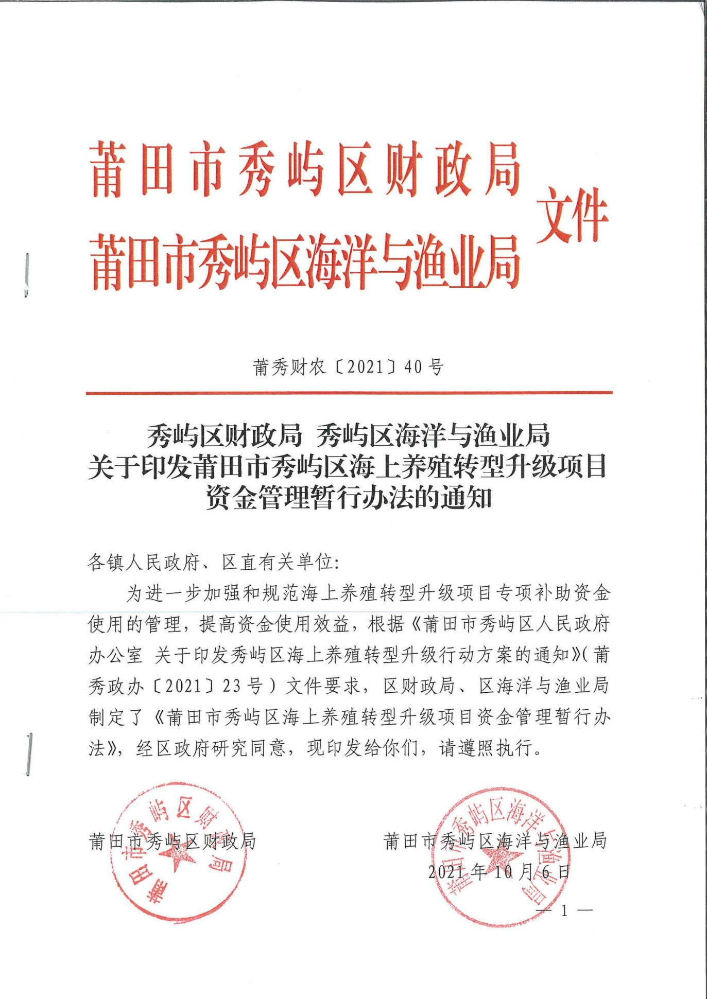 莆田市秀屿区财政局
文件
莆田市秀屿区海洋与渔业局
莆秀财农〔2021〕40号
秀屿区财政局 秀屿区海洋与渔业局
关于印发莆田市秀屿区海上养殖转型升级项目
资金管理暂行办法的通知
各镇人民政府、区直有关单位:
为进一步加强和规范海上养殖转型升级项目专项补助资金
使用的管理，提高资金使用效益，根据《莆田市秀屿区人民政府
办公室 关于印发秀屿区海上养殖转型升级行动方案的通知》（莆
秀政办〔2021〕23号）文件要求，区财政局、区海洋与渔业局
制定了《莆田市秀屿区海上养殖转型升级项目资金管理暂行办
法》，经区政府研究同意，现印发给你们，请遵照执行。
莆田市秀屿区财政局
莆田市秀屿区海洋与渔业局
莆田市秀屿区财政局
莆田市秀屿区海洋与渔业局
2021年10月6日
— 1 —